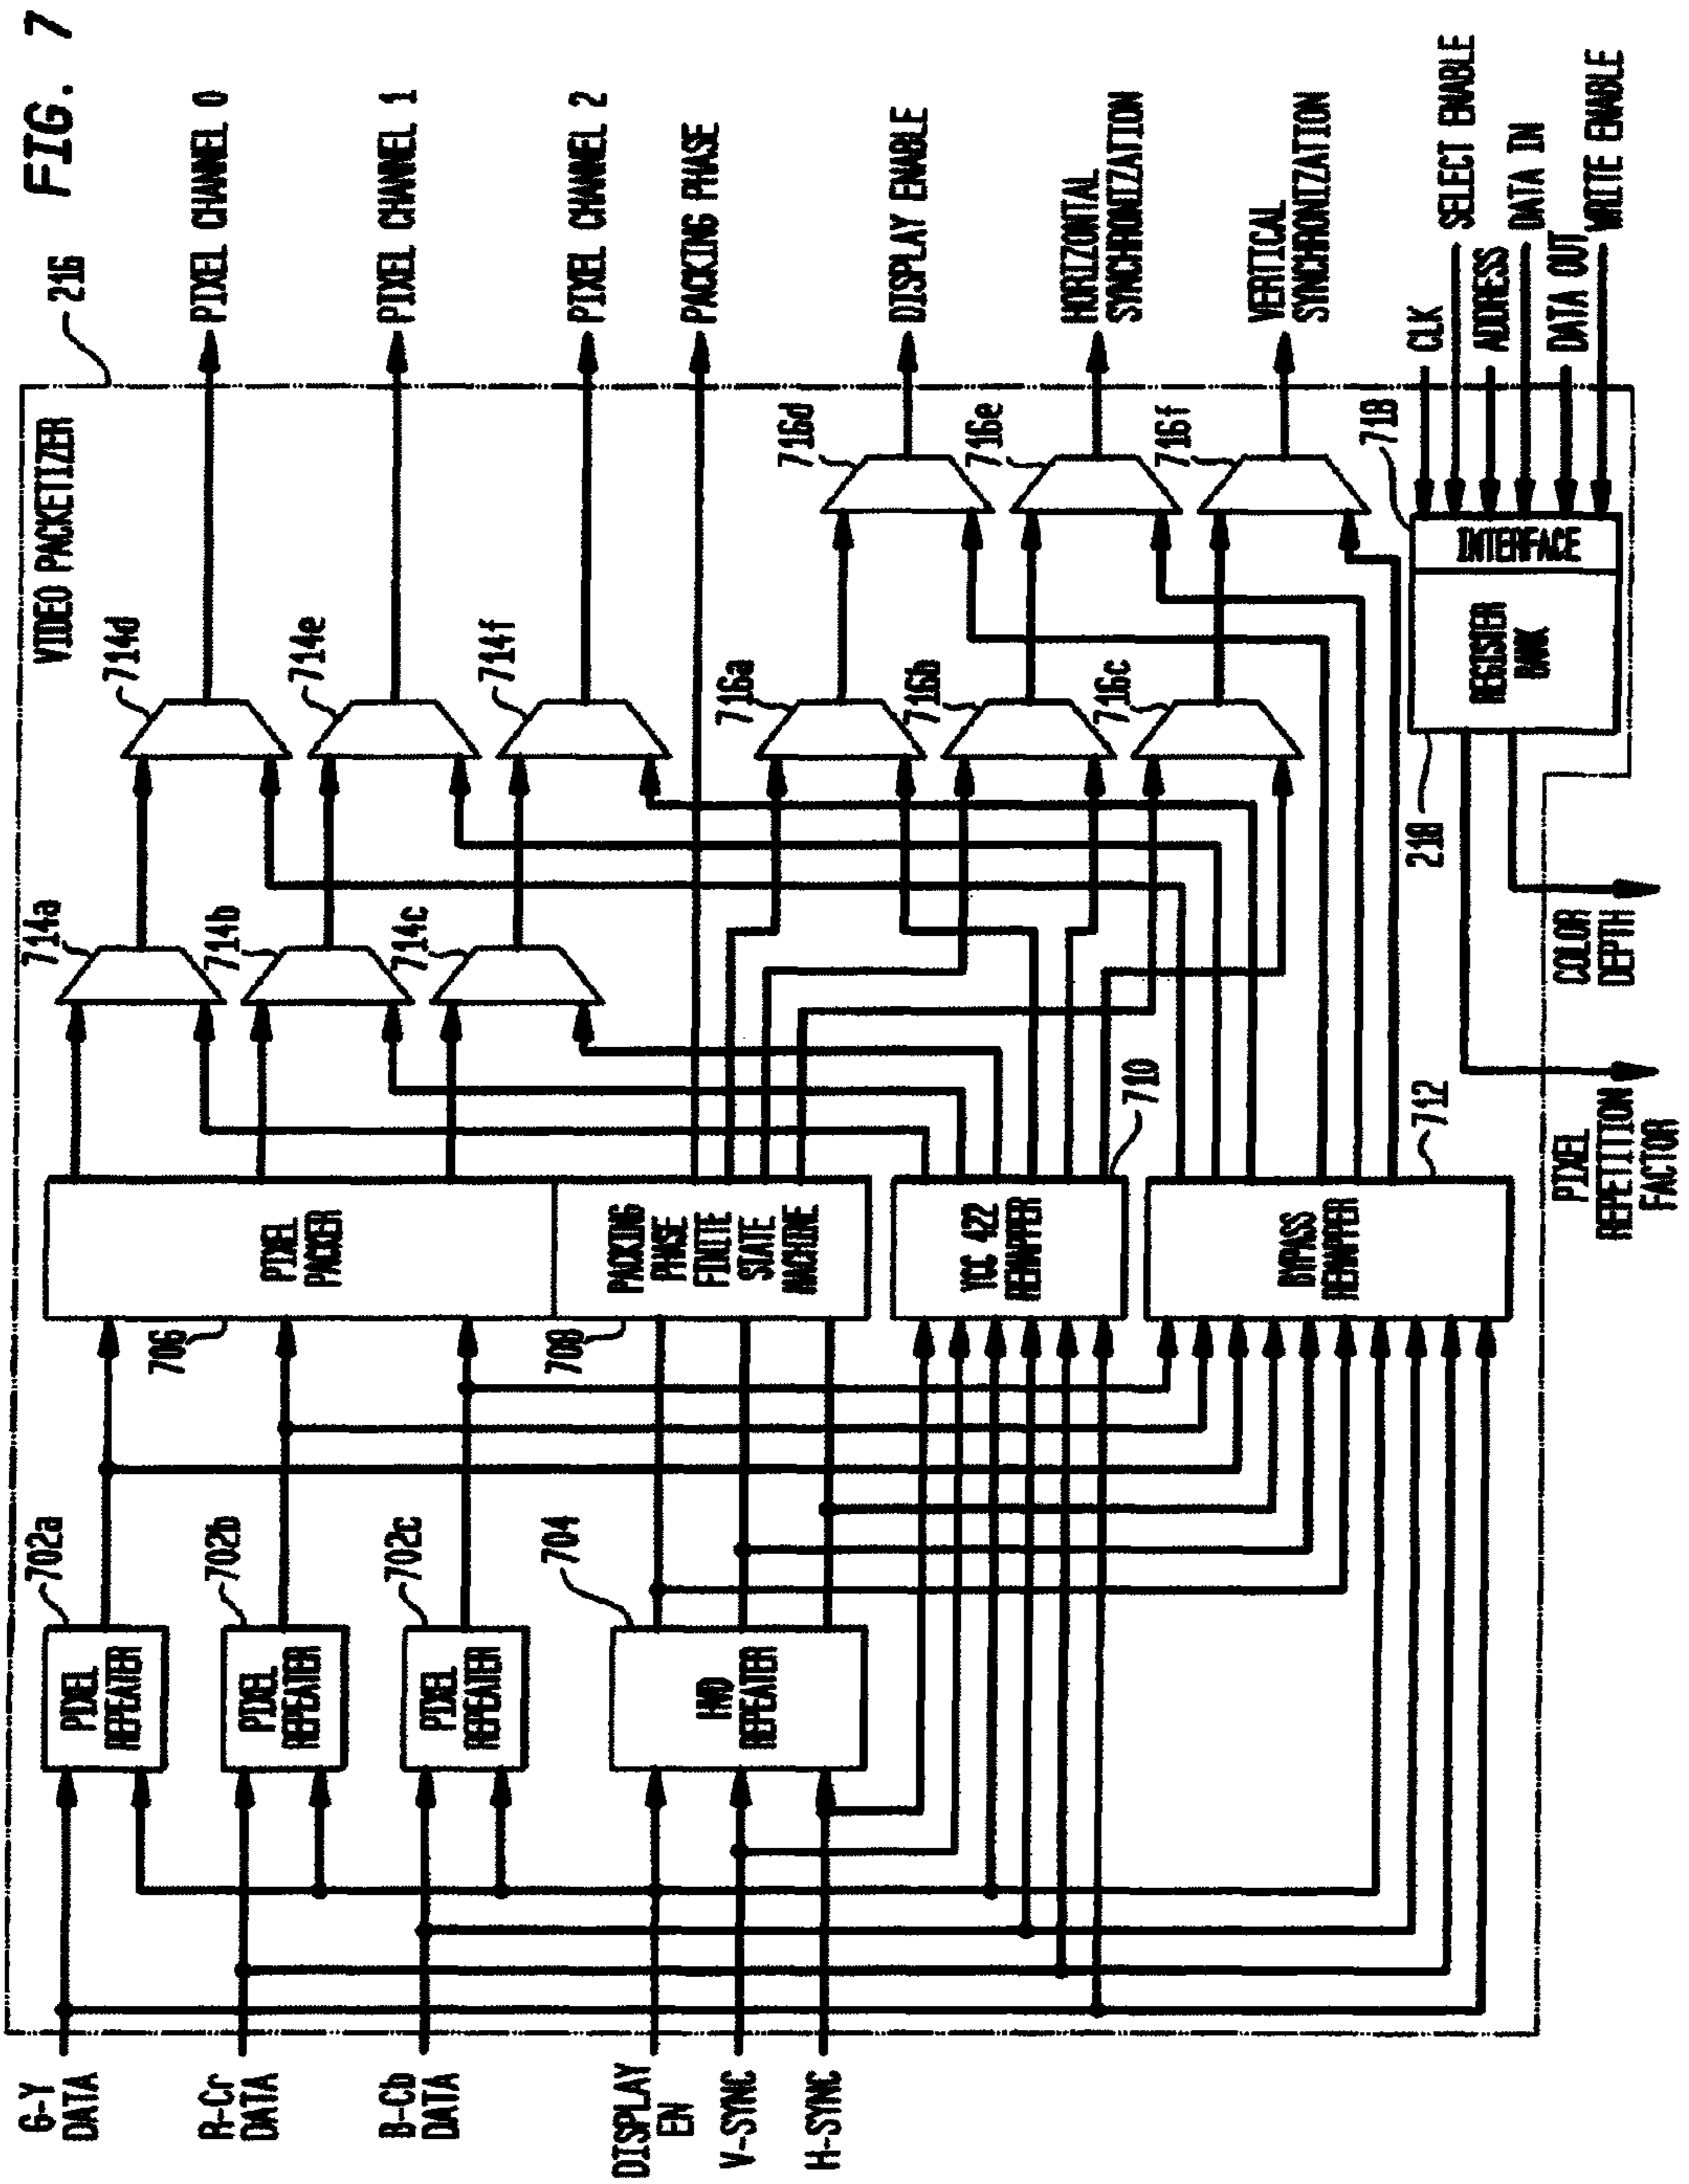 FIG. 7
216
VIDEO PACKETIZER
G-Y
DATA
R-Cr
DATA
B-Cb
DATA
DISPLAY
EN
V-SYNC
H-SYNC
702a
PIXEL
REPEATER
702b
PIXEL
REPEATER
702c
PIXEL
REPEATER
704
REPEATER
706
PIXEL
PACKER
708
PACKING
PHASE
FINITE
STATE
MACHINE
710
YCC 422
REMAPPER
712
BYPASS
REMAPPER
714a
714b
714c
714d
714e
714f
716a
716b
716c
716d
716e
716f
PIXEL CHANNEL 0
PIXEL CHANNEL 1
PIXEL CHANNEL 2
PACKING PHASE
DISPLAY ENABLE
HORIZONTAL
SYNCHRONIZATION
VERTICAL
SYNCHRONIZATION
718
INTERFACE
REGISTER
BANK
218
CLK
SELECT ENABLE
ADDRESS
DATA IN
DATA OUT
WRITE ENABLE
COLOR
DEPTH
PIXEL
REPETITION
FACTOR